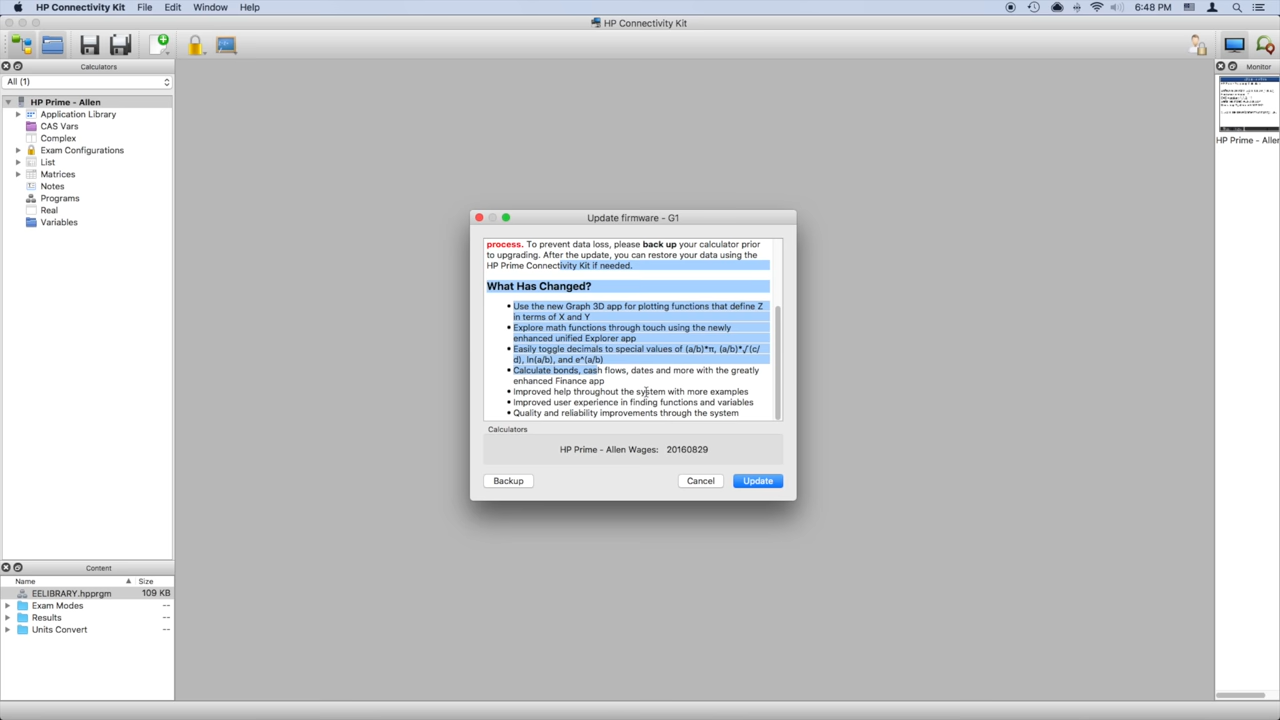 HP Connectivity Kit File Edit Window Help 6:48 PM
HP Connectivity Kit
Calculators
All (1)
HP Prime - Allen
Application Library
CAS Vars
Complex
Exam Configurations
List
Matrices
Notes
Programs
Real
Variables
Content
Name Size
EELIBRARY.hpprgm 109 KB
Exam Modes --
Results --
Units Convert --
Update firmware - G1
process. To prevent data loss, please back up your calculator prior
to upgrading. After the update, you can restore your data using the
HP Prime Connectivity Kit if needed.
What Has Changed?
• Use the new Graph 3D app for plotting functions that define Z
in terms of X and Y
• Explore math functions through touch using the newly
enhanced unified Explorer app
• Easily toggle decimals to special values of (a/b)*π, (a/b)*√(c/
d), ln(a/b), and e^(a/b)
• Calculate bonds, cash flows, dates and more with the greatly
enhanced Finance app
• Improved help throughout the system with more examples
• Improved user experience in finding functions and variables
• Quality and reliability improvements through the system
Calculators
HP Prime - Allen Wages: 20160829
Backup Cancel Update
Monitor
HP Prime - Aller